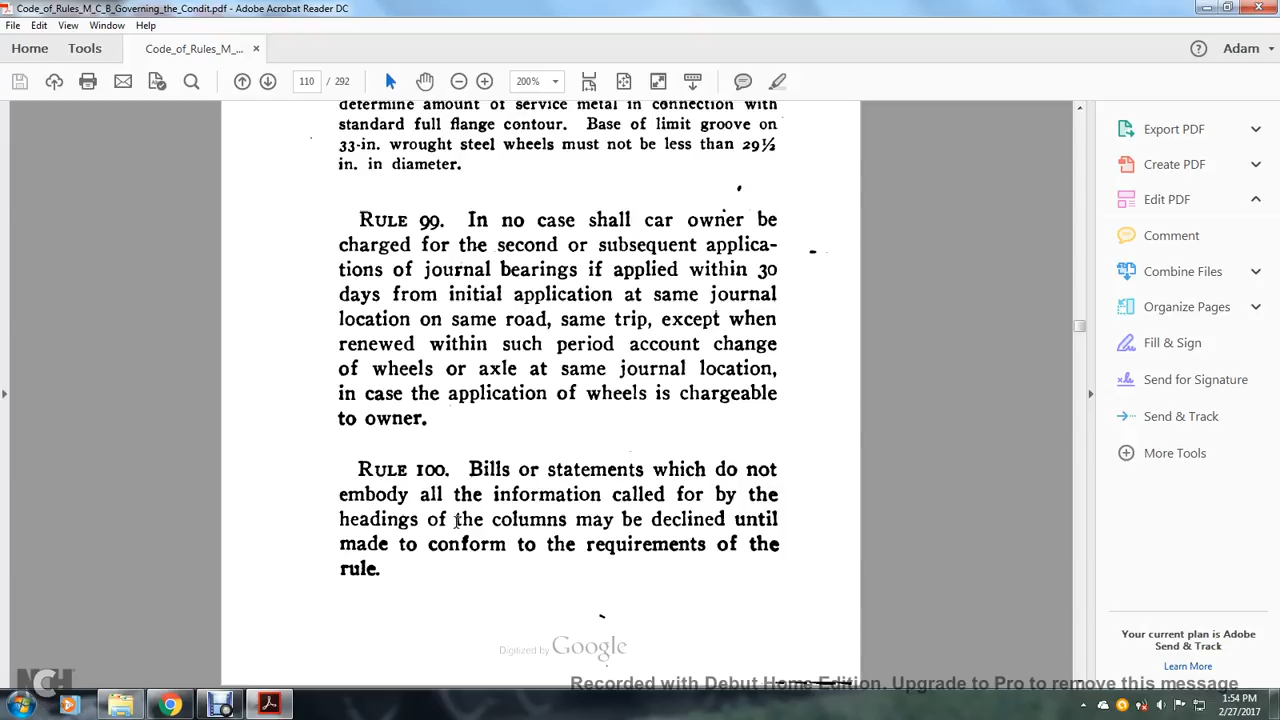 Code_of_Rules_M_C_B_Governing_the_Condit.pdf - Adobe Acrobat Reader DC
File Edit View Window Help
Home Tools Code_of_Rules_M_... × Adam
110 / 292 200%
determine amount of service metal in connection with
standard full flange contour. Base of limit groove on
33-in. wrought steel wheels must not be less than 29½
in. in diameter.
RULE 99. In no case shall car owner be
charged for the second or subsequent applica-
tions of journal bearings if applied within 30
days from initial application at same journal
location on same road, same trip, except when
renewed within such period account change
of wheels or axle at same journal location,
in case the application of wheels is chargeable
to owner.
RULE 100. Bills or statements which do not
embody all the information called for by the
headings of the columns may be declined until
made to conform to the requirements of the
rule.
Digitized by Google
Export PDF
Create PDF
Edit PDF
Comment
Combine Files
Organize Pages
Fill & Sign
Send for Signature
Send & Track
More Tools
Your current plan is Adobe
Send & Track
Learn More
NCH
Recorded with Debut Home Edition. Upgrade to Pro to remove this message
1:54 PM
2/27/2017